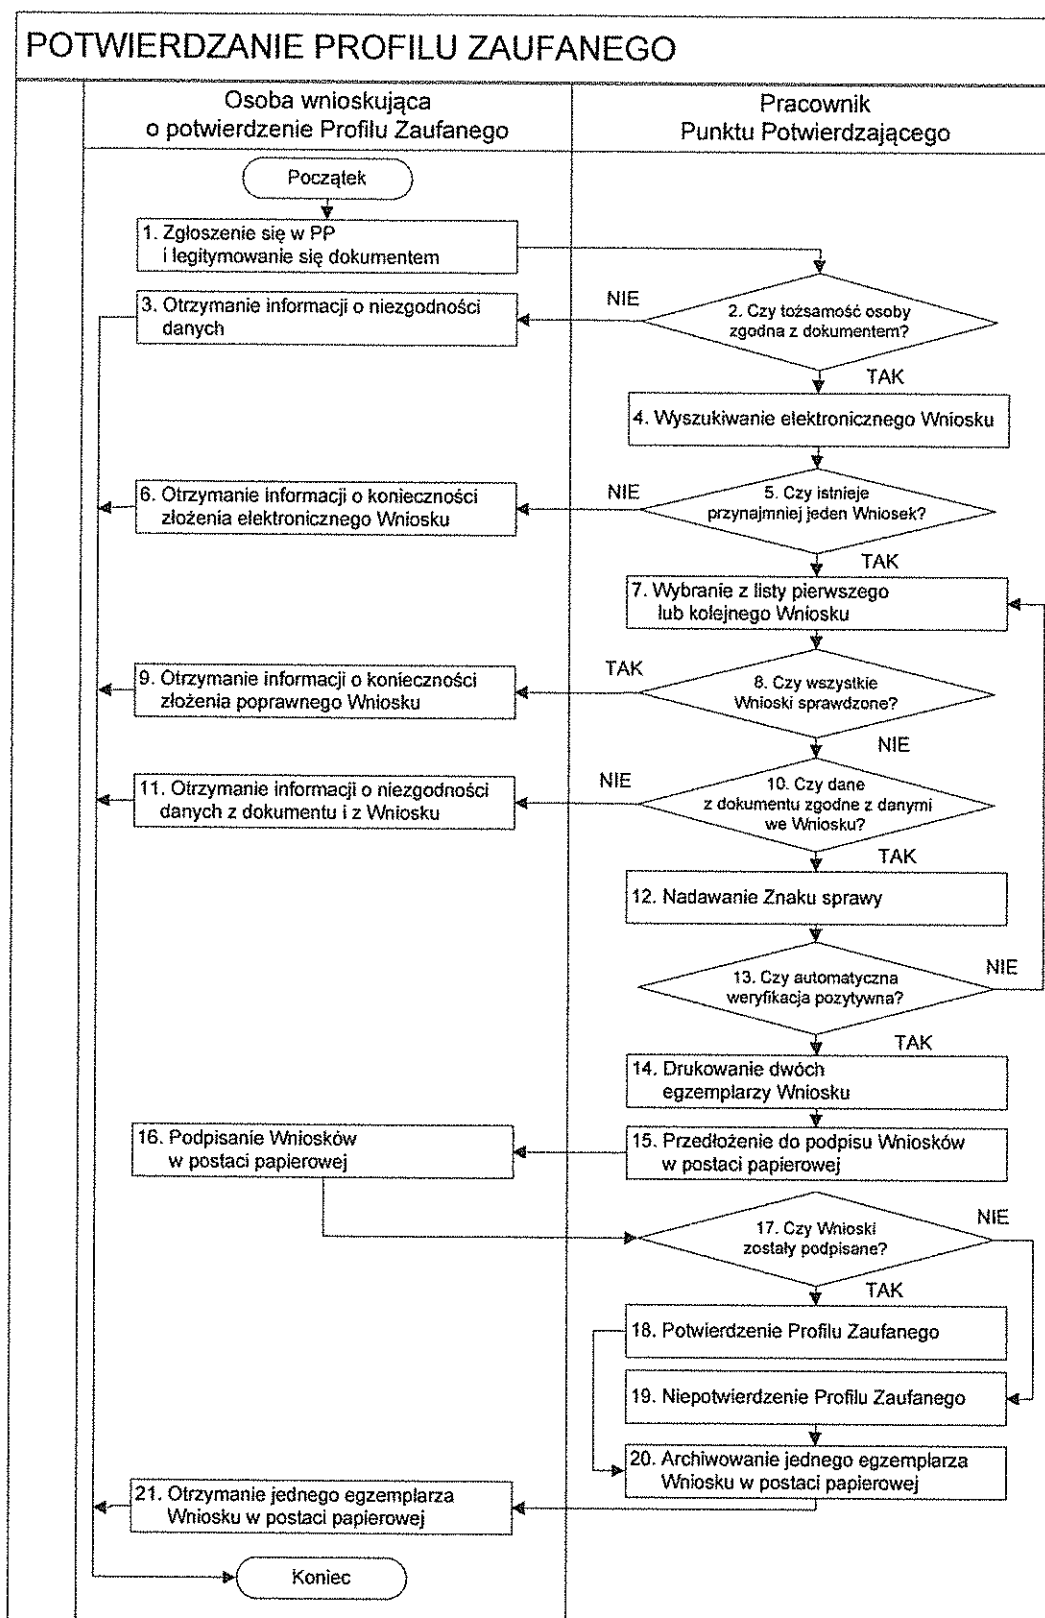 POTWIERDZANIE PROFILU ZAUFANEGO
Osoba wnioskująca
o potwierdzenie Profilu Zaufanego
Pracownik
Punktu Potwierdzającego
Początek
1. Zgłoszenie się w PP
i legitymowanie się dokumentem
NIE
2. Czy tożsamość osoby
zgodna z dokumentem?
3. Otrzymanie informacji o niezgodności
danych
TAK
4. Wyszukiwanie elektronicznego Wniosku
NIE
5. Czy istnieje
przynajmniej jeden Wniosek?
6. Otrzymanie informacji o konieczności
złożenia elektronicznego Wniosku
TAK
7. Wybranie z listy pierwszego
lub kolejnego Wniosku
TAK
8. Czy wszystkie
Wnioski sprawdzone?
9. Otrzymanie informacji o konieczności
złożenia poprawnego Wniosku
NIE
NIE
10. Czy dane
z dokumentu zgodne z danymi
we Wniosku?
11. Otrzymanie informacji o niezgodności
danych z dokumentu i z Wniosku
TAK
12. Nadawanie Znaku sprawy
13. Czy automatyczna
weryfikacja pozytywna?
NIE
TAK
14. Drukowanie dwóch
egzemplarzy Wniosku
15. Przedłożenie do podpisu Wniosków
w postaci papierowej
16. Podpisanie Wniosków
w postaci papierowej
17. Czy Wnioski
zostały podpisane?
NIE
TAK
18. Potwierdzenie Profilu Zaufanego
19. Niepotwierdzenie Profilu Zaufanego
20. Archiwowanie jednego egzemplarza
Wniosku w postaci papierowej
21. Otrzymanie jednego egzemplarza
Wniosku w postaci papierowej
Koniec